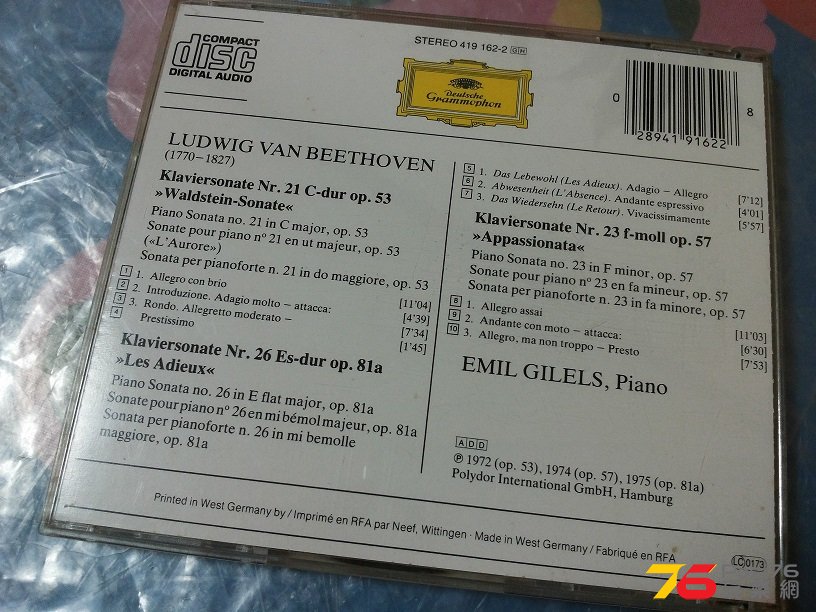 COMPACT
disc
DIGITAL AUDIO
STEREO 419 162-2 GH
Deutsche
Grammophon
0
28941 91622
8
LUDWIG VAN BEETHOVEN
(1770–1827)
Klaviersonate Nr. 21 C-dur op. 53
»Waldstein-Sonate«
Piano Sonata no. 21 in C major, op. 53
Sonate pour piano nº 21 en ut majeur, op. 53
(«L'Aurore»)
Sonata per pianoforte n. 21 in do maggiore, op. 53
1 1. Allegro con brio [11'04]
2 2. Introduzione. Adagio molto – attacca: [4'39]
3 3. Rondo. Allegretto moderato – [7'34]
4 Prestissimo [1'45]
Klaviersonate Nr. 26 Es-dur op. 81a
»Les Adieux«
Piano Sonata no. 26 in E flat major, op. 81a
Sonate pour piano nº 26 en mi bémol majeur, op. 81a
Sonata per pianoforte n. 26 in mi bemolle
maggiore, op. 81a
5 1. Das Lebewohl (Les Adieux). Adagio – Allegro [7'12]
6 2. Abwesenheit (L'Absence). Andante espressivo [4'01]
7 3. Das Wiedersehn (Le Retour). Vivacissimamente [5'57]
Klaviersonate Nr. 23 f-moll op. 57
»Appassionata«
Piano Sonata no. 23 in F minor, op. 57
Sonate pour piano nº 23 en fa mineur, op. 57
Sonata per pianoforte n. 23 in fa minore, op. 57
8 1. Allegro assai [11'03]
9 2. Andante con moto – attacca: [6'30]
10 3. Allegro, ma non troppo – Presto [7'53]
EMIL GILELS, Piano
ADD
℗ 1972 (op. 53), 1974 (op. 57), 1975 (op. 81a)
Polydor International GmbH, Hamburg
Printed in West Germany by / Imprimé en RFA par Neef, Wittingen · Made in West Germany / Fabriqué en RFA
LC 0173
76